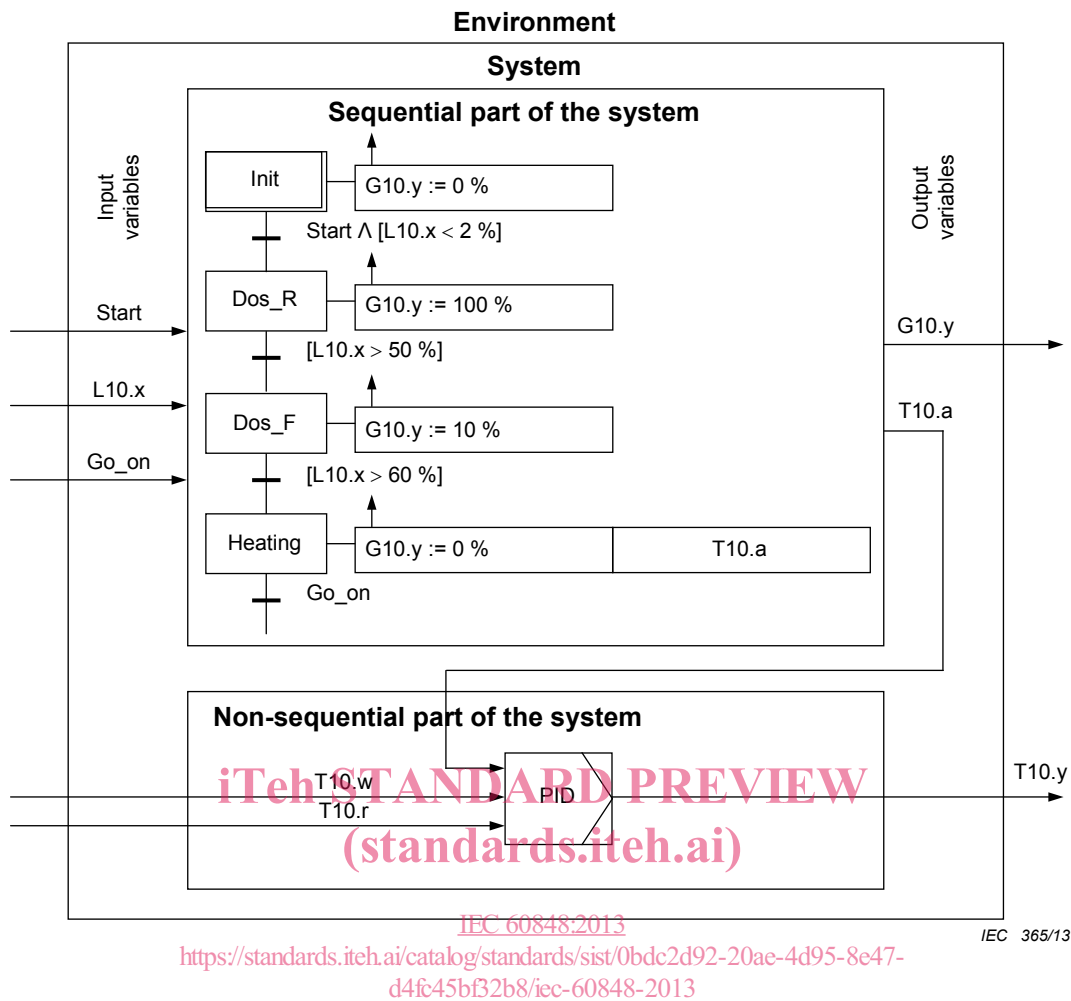 Environment
System
Sequential part of the system
Input
variables
Output
variables
Init
G10.y := 0 %
Start Λ [L10.x < 2 %]
Dos_R
G10.y := 100 %
Start
G10.y
[L10.x > 50 %]
L10.x
T10.a
Dos_F
G10.y := 10 %
Go_on
[L10.x > 60 %]
Heating
G10.y := 0 %
T10.a
Go_on
Non-sequential part of the system
iTeh STANDARD PREVIEW
T10.w
PID
T10.y
T10.r
(standards.iteh.ai)
IEC 60848:2013
IEC 365/13
https://standards.iteh.ai/catalog/standards/sist/0bdc2d92-20ae-4d95-8e47-
d4fc45bf32b8/iec-60848-2013